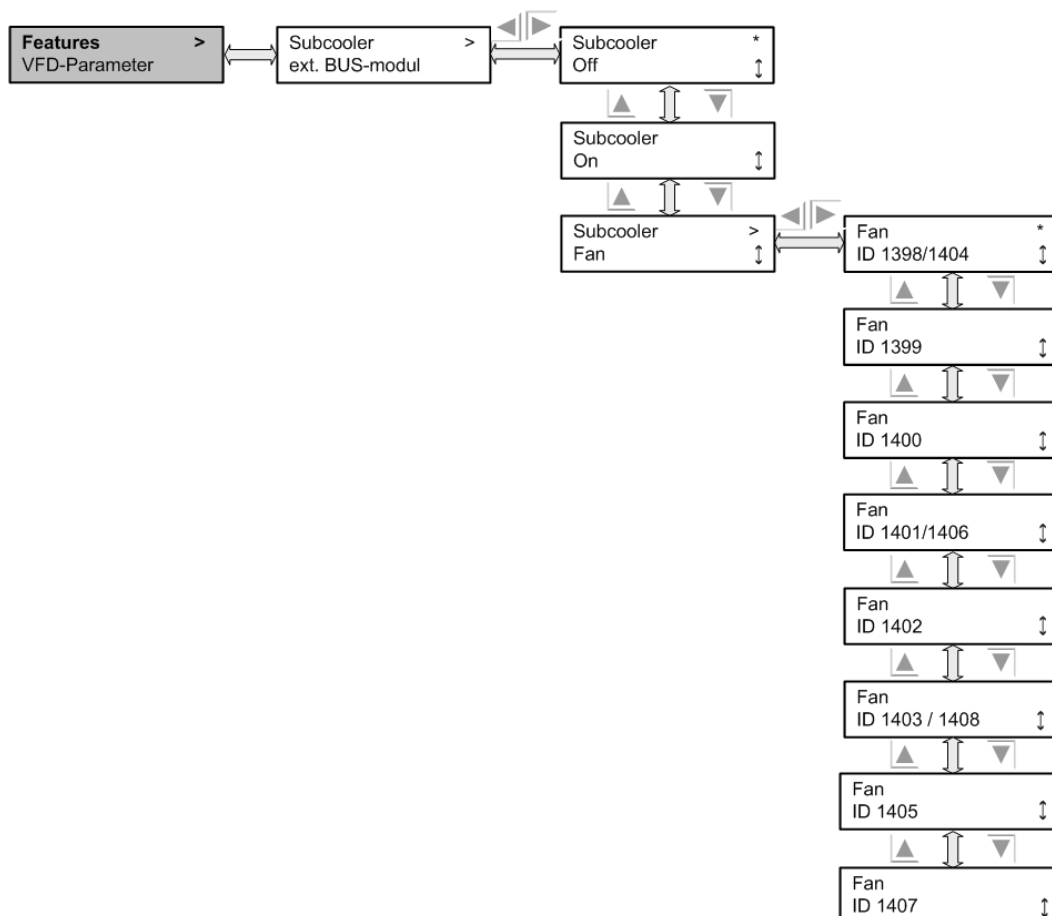 Features >
VFD-Parameter
Subcooler >
ext. BUS-modul
Subcooler *
Off ↕
Subcooler
On ↕
Subcooler >
Fan ↕
Fan *
ID 1398/1404 ↕
Fan
ID 1399 ↕
Fan
ID 1400 ↕
Fan
ID 1401/1406 ↕
Fan
ID 1402 ↕
Fan
ID 1403 / 1408 ↕
Fan
ID 1405 ↕
Fan
ID 1407 ↕